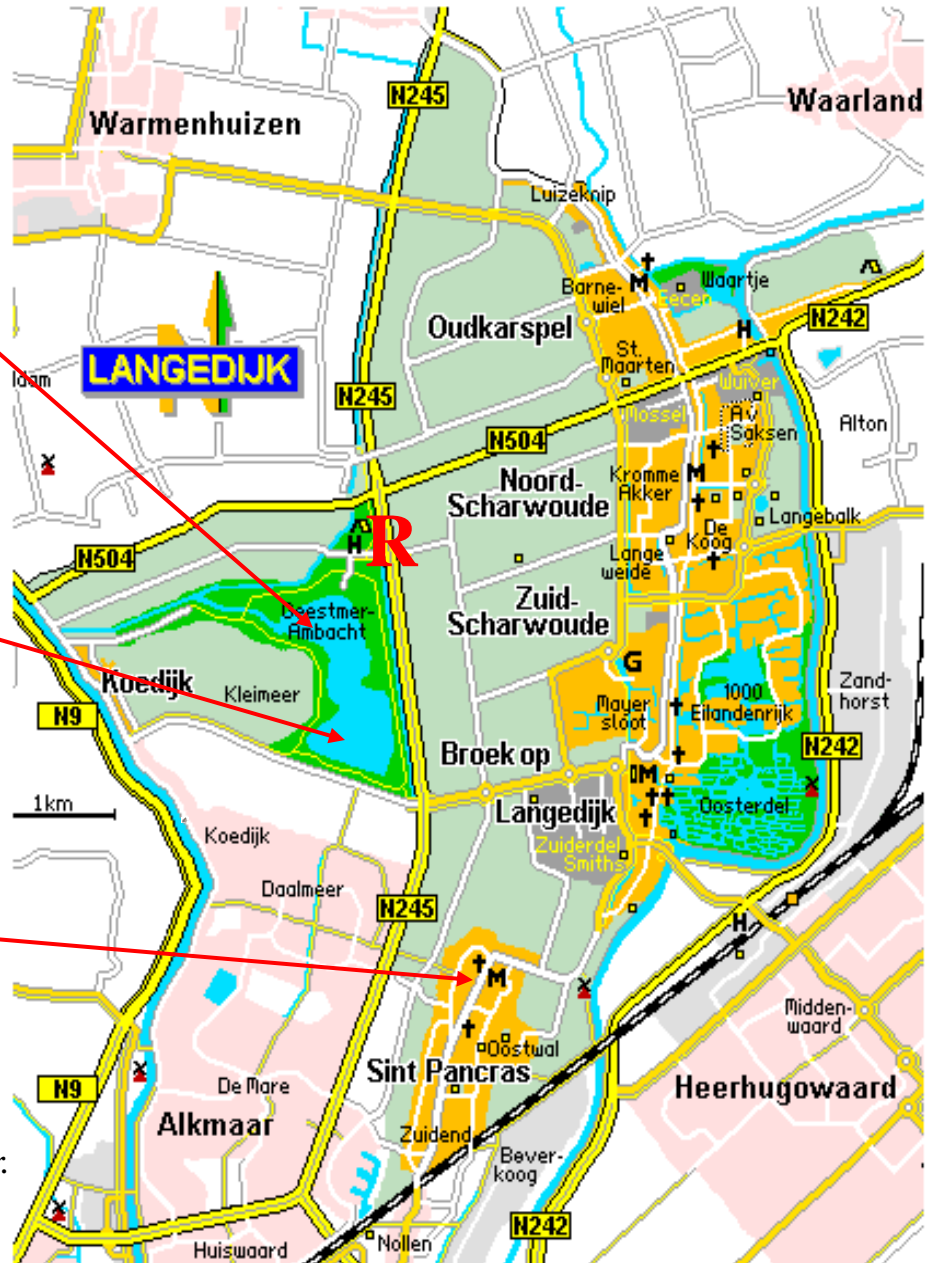 N245
Waarland
Warmenhuizen
Luizeknip
Barne-
wiel
M
Eecen
Waartje
H
N242
Oudkarspel
St.
Maarten
LANGEDIJK
N245
Wuiver
Mossel
A.v
Saksen
Alton
N504
Noord-
Scharwoude
Kromme
Akker
M
De
Koog
Langebalk
R
H
N504
Lange
weide
Geestmer-
Ambacht
Zuid-
Scharwoude
G
Koedijk
Kleimeer
Mayer
sloot
1000
Eilandenrijk
Zand-
horst
N9
N242
Broek op
Langedijk
M
Oosterdel
1km
Koedijk
Zuiderdel
Smiths
Daalmeer
N245
H
M
Midden-
waard
Oostwal
Sint Pancras
N9
De Mare
Heerhugowaard
Alkmaar
Zuidend
Bever-
koog
N242
Huiswaard
Nollen